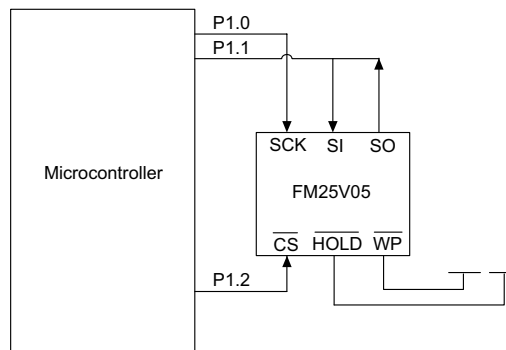 P1.0
P1.1
SCK SI SO
Microcontroller
FM25V05
CS HOLD WP
P1.2